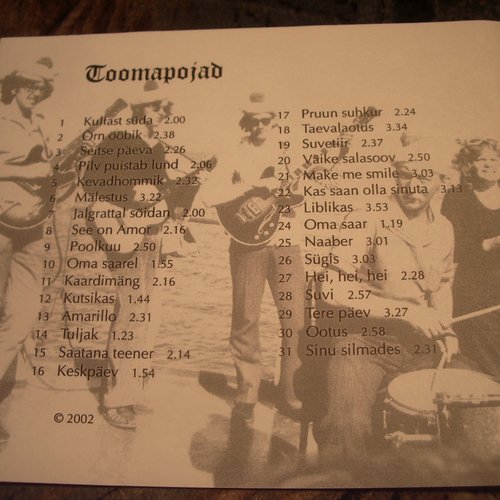 Toomapojad
1 Kullast süda 2.00
2 Õrn ööbik 2.38
3 Seitse päeva 2.26
4 Pilv puistab lund 2.06
5 Kevadhommik 2.32
6 Mälestus 3.22
7 Jalgrattal sõidan 2.00
8 See on Amor 2.16
9 Poolkuu 2.50
10 Oma saarel 1.55
11 Kaardimäng 2.16
12 Kutsikas 1.44
13 Amarillo 2.31
14 Tuljak 1.23
15 Saatana teener 2.14
16 Keskpäev 1.54
17 Pruun suhkur 2.24
18 Taevalaotus 3.34
19 Suvetiir 2.37
20 Väike salasoov 2.50
21 Make me smile 3.03
22 Kas saan olla sinuta 3.13
23 Liblikas 3.53
24 Oma saar 1.19
25 Naaber 3.01
26 Sügis 3.03
27 Hei, hei, hei 2.28
28 Suvi 2.57
29 Tere päev 3.27
30 Ootus 2.58
31 Sinu silmades 2.31
© 2002